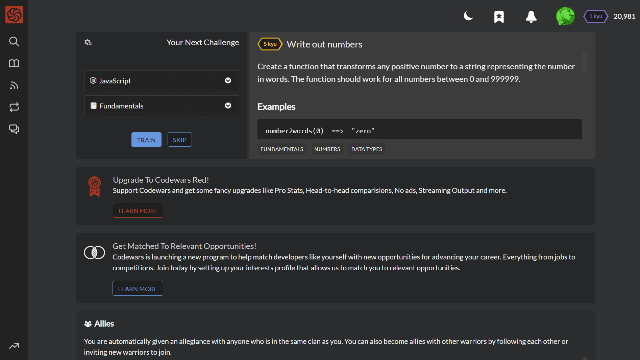 1 kyu
20,981
Your Next Challenge
JavaScript
Fundamentals
TRAIN
SKIP
5 kyu
Write out numbers
Create a function that transforms any positive number to a string representing the number
in words. The function should work for all numbers between 0 and 999999.
Examples
number2words(0) ==> "zero"
FUNDAMENTALS
NUMBERS
DATA TYPES
Upgrade To Codewars Red!
Support Codewars and get some fancy upgrades like Pro Stats, Head-to-head comparisions, No ads, Streaming Output and more.
LEARN MORE
Get Matched To Relevant Opportunities!
Codewars is launching a new program to help match developers like yourself with new opportunities for advancing your career. Everything from jobs to
competitions. Join today by setting up your interests profile that allows us to match you to relevant opportunities.
LEARN MORE
Allies
You are automatically given an allegiance with anyone who is in the same clan as you. You can also become allies with other warriors by following each other or
inviting new warriors to join.